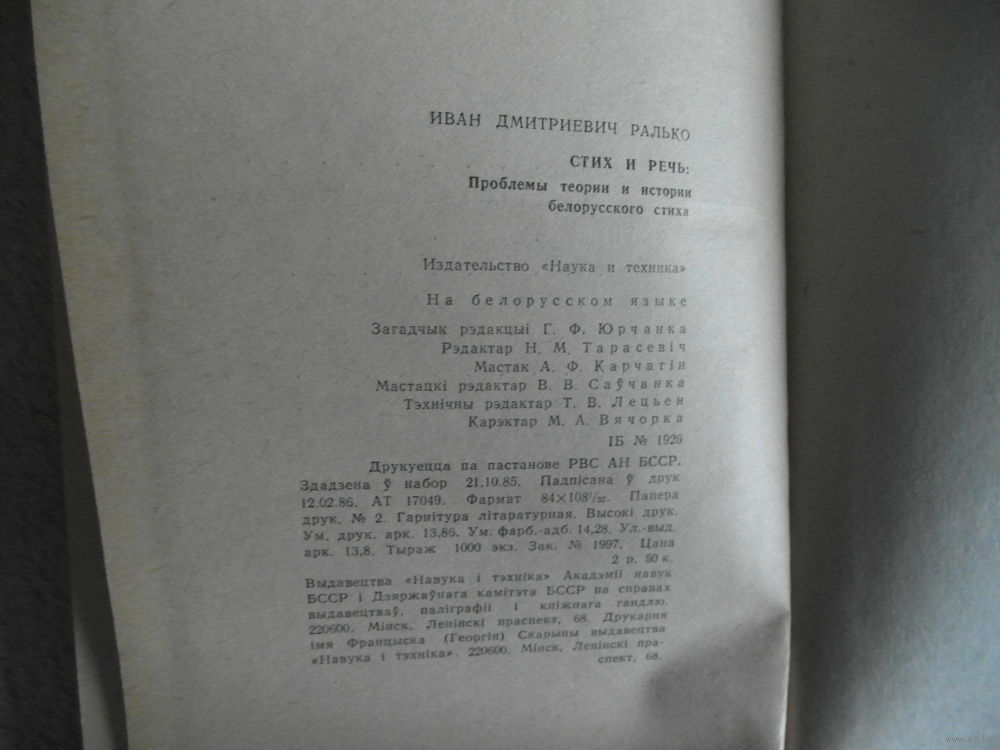 ИВАН ДМИТРИЕВИЧ РАЛЬКО
СТИХ И РЕЧЬ:
Проблемы теории и истории
белорусского стиха
Издательство «Наука и техника»
На белорусском языке
Загадчык рэдакцыі Г. Ф. Юрчанка
Рэдактар Н. М. Тарасевіч
Мастак А. Ф. Карчагін
Мастацкі рэдактар В. В. Саўчанка
Тэхнічны рэдактар Т. В. Лецьен
Карэктар М. А. Вячорка
ІБ № 1926
Друкуецца па пастанове РВС АН БССР.
Здадзена ў набор 21.10.85. Падпісана ў друк
12.02.86. АТ 17049. Фармат 84×108¹/₃₂. Папера
друк. № 2. Гарнітура літаратурная. Высокі друк.
Ум. друк. арк. 13,86. Ум. фарб.-адб. 14,28. Ул.-выд.
арк. 13,8. Тыраж 1000 экз. Зак. № 1997. Цана
2 р. 50 к.
Выдавецтва «Навука і тэхніка» Акадэміі навук
БССР і Дзяржаўнага камітэта БССР па справах
выдавецтваў, паліграфіі і кніжнага гандлю.
220600. Мінск, Ленінскі праспект, 68. Друкарня
імя Францыска (Георгія) Скарыны выдавецтва
«Навука і тэхніка». 220600. Мінск, Ленінскі пра-
спект, 68.
www.ay.by